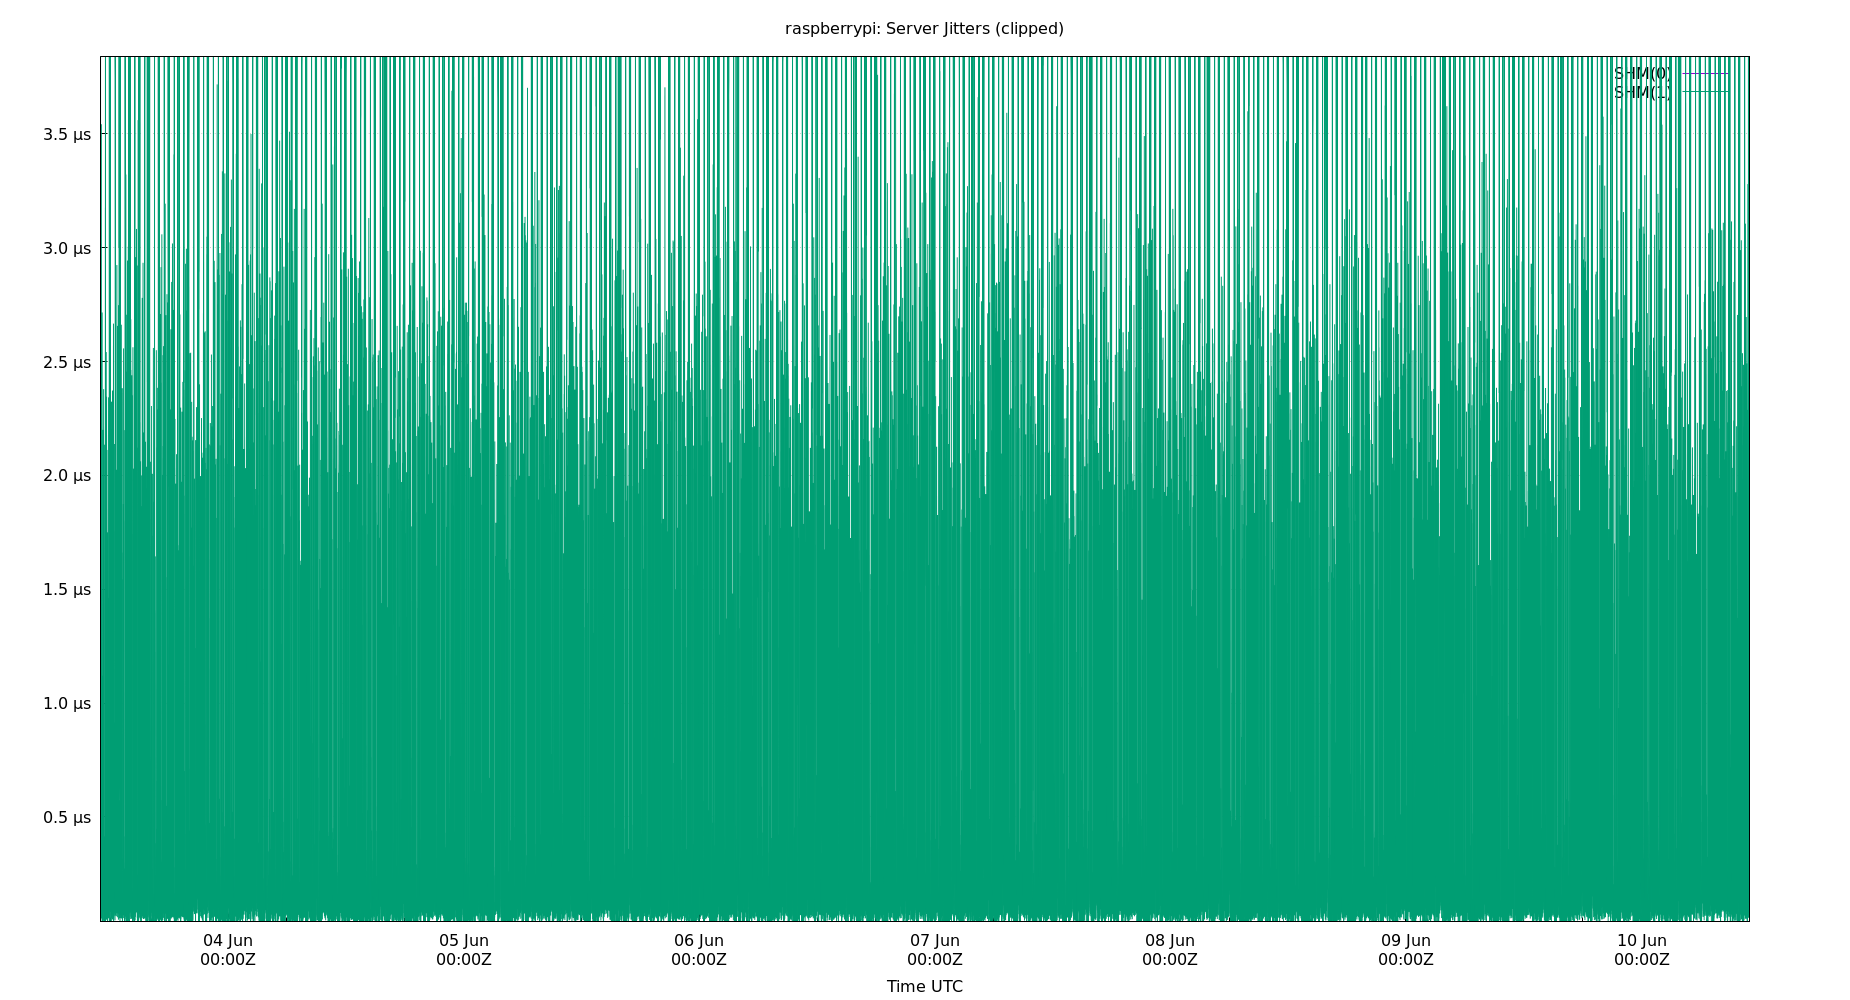 raspberrypi: Server Jitters (clipped)
SHM(0)
SHM(1)
3.5 µs
3.0 µs
2.5 µs
2.0 µs
1.5 µs
1.0 µs
0.5 µs
04 Jun 05 Jun 06 Jun 07 Jun 08 Jun 09 Jun 10 Jun
00:00Z 00:00Z 00:00Z 00:00Z 00:00Z 00:00Z 00:00Z
Time UTC